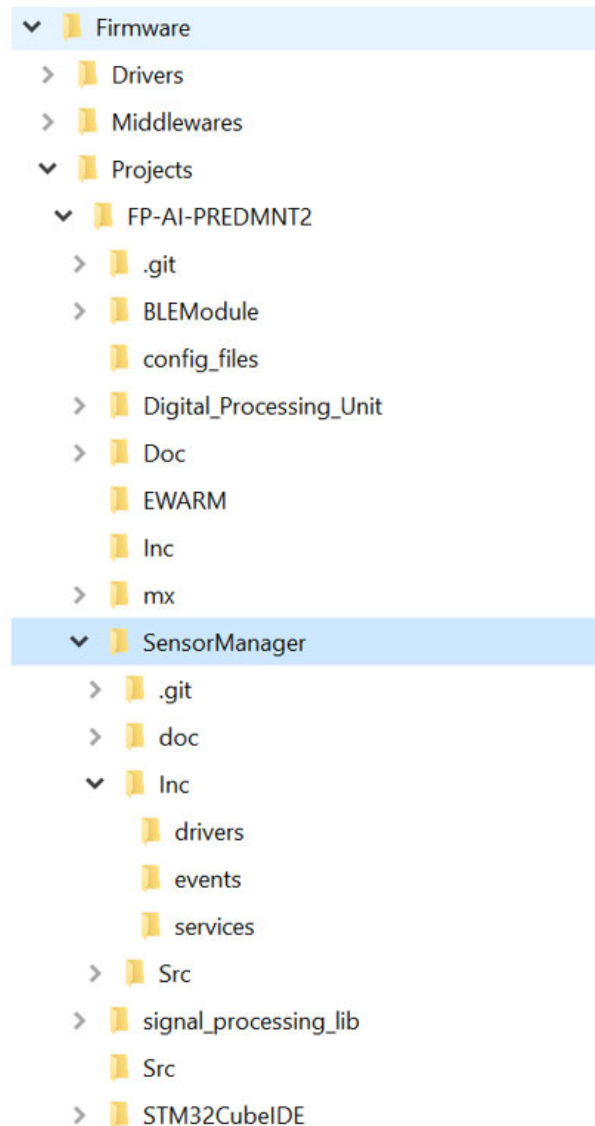 Firmware
Drivers
Middlewares
Projects
FP-AI-PREDMNT2
.git
BLEModule
config_files
Digital_Processing_Unit
Doc
EWARM
Inc
mx
SensorManager
.git
doc
Inc
drivers
events
services
Src
signal_processing_lib
Src
STM32CubeIDE